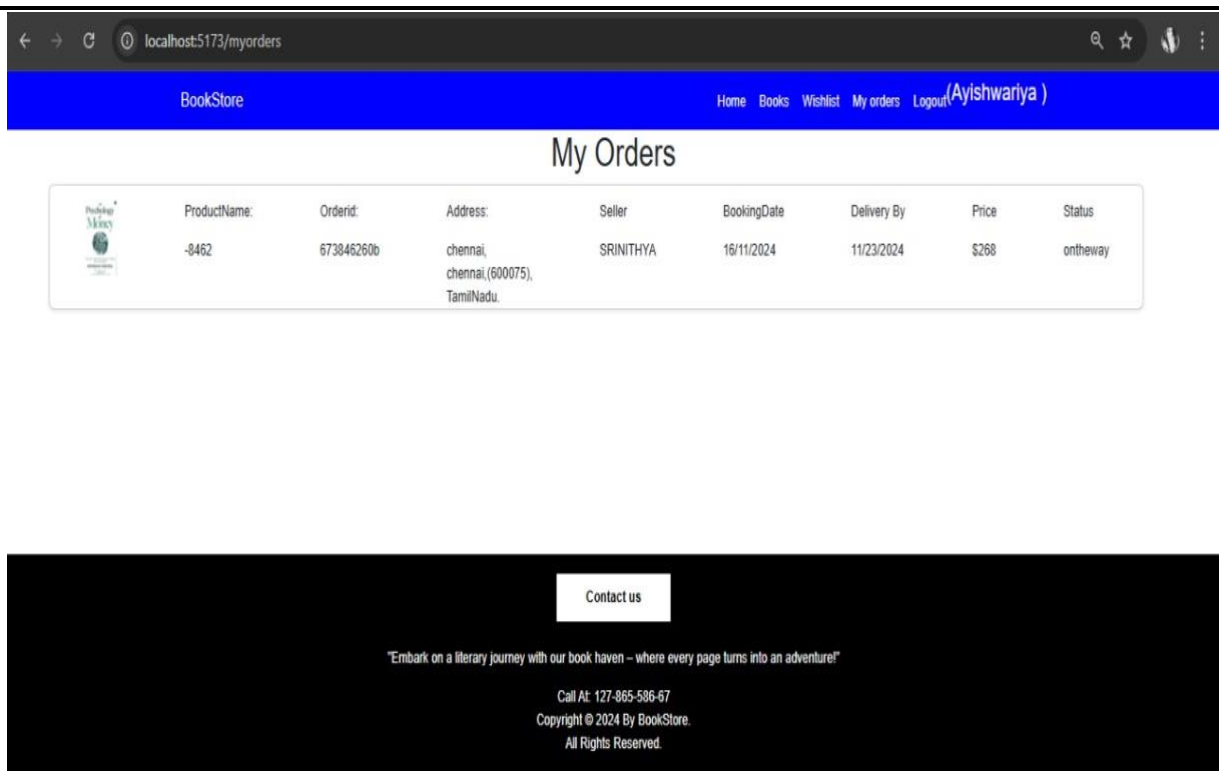 localhost:5173/myorders
BookStore
Home Books Wishlist My orders Logout(Ayishwariya )
My Orders
Psychology
Money
ProductName: Orderid: Address: Seller BookingDate Delivery By Price Status
-8462 673846260b chennai, SRINITHYA 16/11/2024 11/23/2024 $268 ontheway
chennai,(600075),
TamilNadu.
Contact us
"Embark on a literary journey with our book haven – where every page turns into an adventure!"
Call At: 127-865-586-67
Copyright © 2024 By BookStore.
All Rights Reserved.